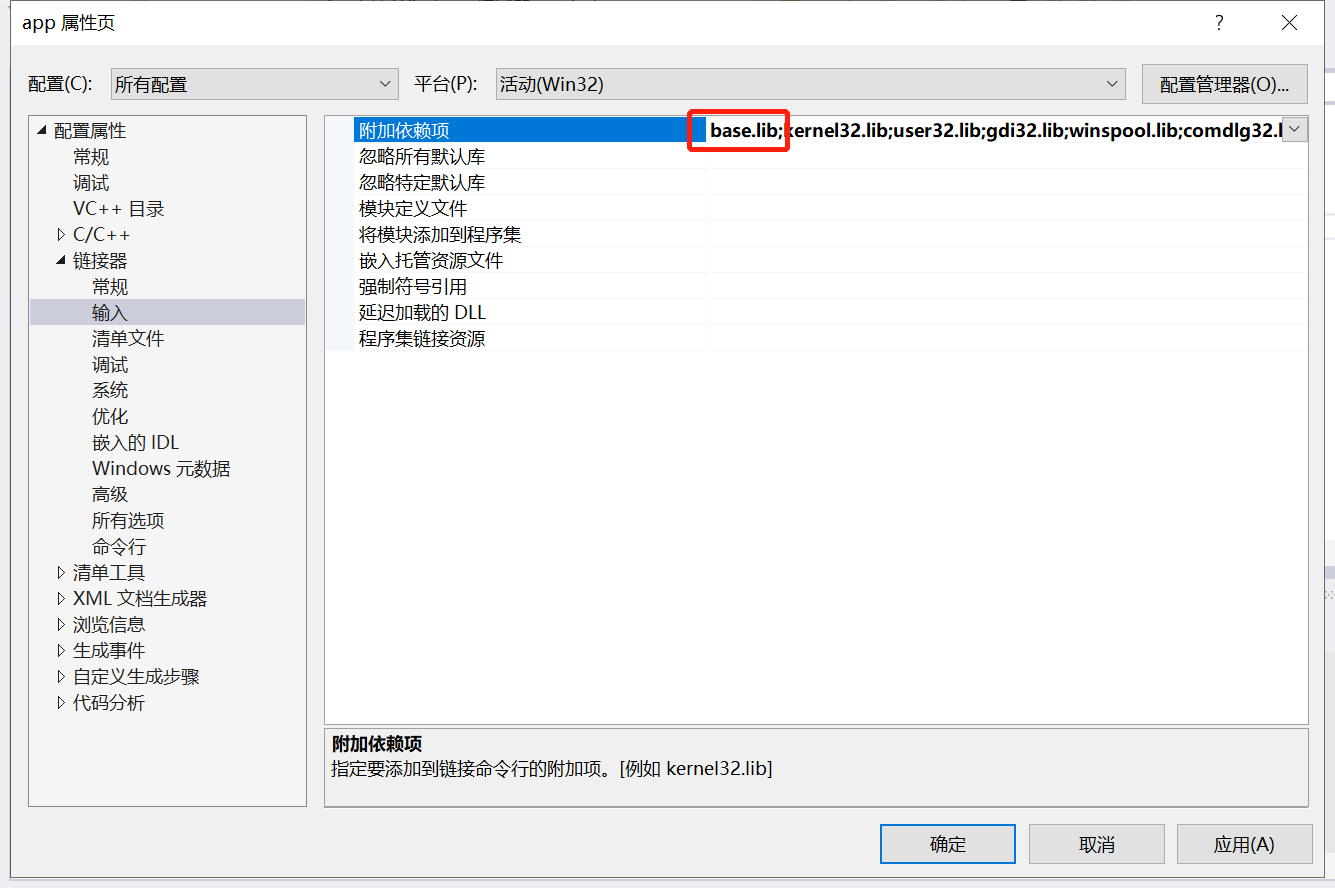 app 属性页
?
配置(C):
所有配置
平台(P):
活动(Win32)
配置管理器(O)...
配置属性
常规
调试
VC++ 目录
C/C++
链接器
常规
输入
清单文件
调试
系统
优化
嵌入的 IDL
Windows 元数据
高级
所有选项
命令行
清单工具
XML 文档生成器
浏览信息
生成事件
自定义生成步骤
代码分析
附加依赖项 base.lib;kernel32.lib;user32.lib;gdi32.lib;winspool.lib;comdlg32.l
忽略所有默认库
忽略特定默认库
模块定义文件
将模块添加到程序集
嵌入托管资源文件
强制符号引用
延迟加载的 DLL
程序集链接资源
附加依赖项
指定要添加到链接命令行的附加项。[例如 kernel32.lib]
确定
取消
应用(A)